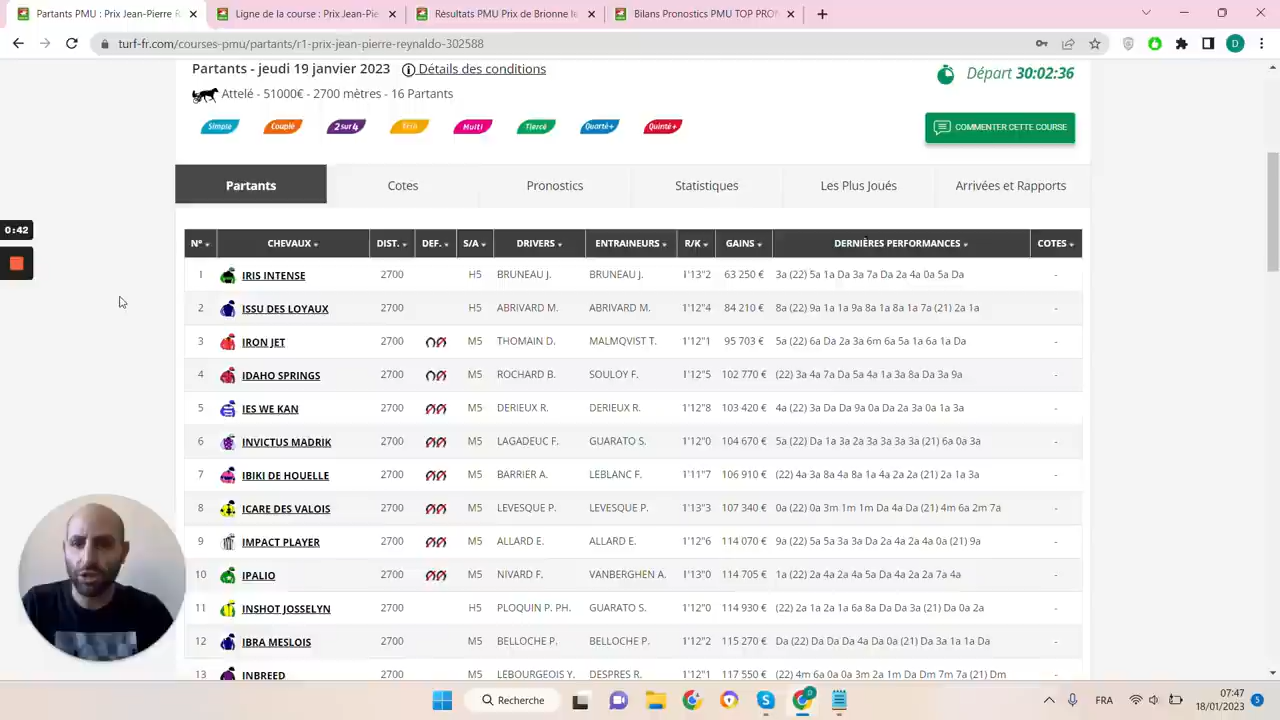 Partants PMU : Prix Jean-Pierre R
Ligne de la course : Prix Jean-Pie
Résultats PMU Prix de Brionne le
Bilans Pronostics PMU TOP PRO
turf-fr.com/courses-pmu/partants/r1-prix-jean-pierre-reynaldo-302588
D
Partants - jeudi 19 janvier 2023 Détails des conditions
Départ 30:02:36
Attelé - 51000€ - 2700 mètres - 16 Partants
Simple Couplé 2 sur 4 Multi Tiercé Quarté+ Quinté+
COMMENTER CETTE COURSE
Partants Cotes Pronostics Statistiques Les Plus Joués Arrivées et Rapports
0:42
N° CHEVAUX DIST. DEF. S/A DRIVERS ENTRAINEURS R/K GAINS DERNIÈRES PERFORMANCES COTES
1 IRIS INTENSE 2700 H5 BRUNEAU J. BRUNEAU J. 1'13"2 63 250 € 3a (22) 5a 1a Da 3a 7a Da 2a 4a 0a 5a Da -
2 ISSU DES LOYAUX 2700 H5 ABRIVARD M. ABRIVARD M. 1'12"4 84 210 € 8a (22) 9a 1a 1a 9a 8a 1a 8a 1a 7a (21) 2a 1a -
3 IRON JET 2700 M5 THOMAIN D. MALMQVIST T. 1'12"1 95 703 € 5a (22) 6a Da 2a 3a 6m 6a 5a 1a 6a 1a Da -
4 IDAHO SPRINGS 2700 M5 ROCHARD B. SOULOY F. 1'12"5 102 770 € (22) 3a 4a 7a Da 5a 4a 1a 3a 8a Da 3a 9a -
5 IES WE KAN 2700 M5 DERIEUX R. DERIEUX R. 1'12"8 103 420 € 4a (22) 3a Da Da 9a 0a Da 2a 3a 0a 1a 3a -
6 INVICTUS MADRIK 2700 M5 LAGADEUC F. GUARATO S. 1'12"0 104 670 € 5a (22) Da 1a 3a 2a 3a 3a 3a 3a (21) 6a 0a 3a -
7 IBIKI DE HOUELLE 2700 M5 BARRIER A. LEBLANC F. 1'11"7 106 910 € (22) 4a 3a 8a 4a 8a 1a 4a 2a 2a (21) 2a 1a 3a -
8 ICARE DES VALOIS 2700 M5 LEVESQUE P. LEVESQUE P. 1'13"3 107 340 € 0a (22) 0a 3m 1m 1m Da 4a Da (21) 4m 6a 2m 7a -
9 IMPACT PLAYER 2700 M5 ALLARD E. ALLARD E. 1'12"6 114 070 € 9a (22) 5a 5a 3a 3a Da 2a 4a 2a 4a 0a (21) 9a -
10 IPALIO 2700 M5 NIVARD F. VANBERGHEN A. 1'13"0 114 705 € 1a (22) 2a 4a 2a 4a 5a Da 4a 2a 2a 7a 4a -
11 INSHOT JOSSELYN 2700 H5 PLOQUIN P. PH. GUARATO S. 1'12"0 114 930 € (22) 2a 1a 2a 1a 6a 8a Da Da 3a (21) Da 0a 2a -
12 IBRA MESLOIS 2700 M5 BELLOCHE P. BELLOCHE P. 1'12"2 115 270 € Da (22) Da Da Da 4a Da 0a (21) Da 3a 1a 1a Da -
13 INBREED 2700 M5 LEBOURGEOIS Y. DESPRES R. 1'12"1 117 550 € (22) 4m 6a 0a 0a 3m 2a 1m Da Dm 7m 7a (21) Dm -
Recherche
FRA
07:47
18/01/2023
5